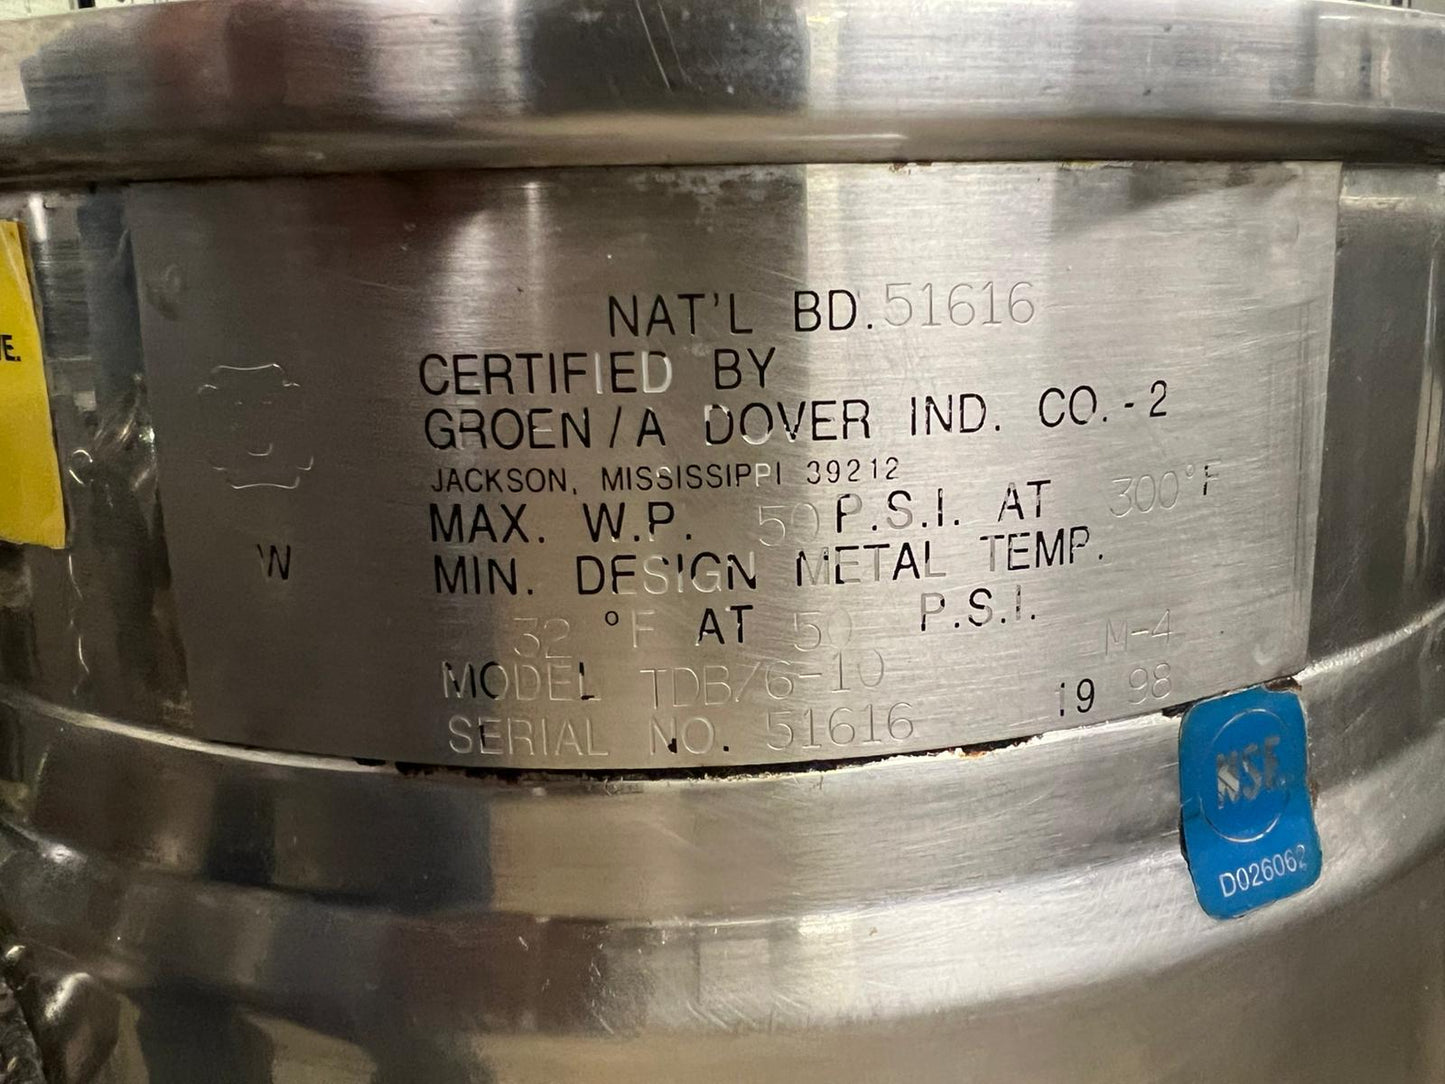 NAT'L BD. 51616
CERTIFIED BY
GROEN/A DOVER IND. CO.-2
JACKSON, MISSISSIPPI 39212
MAX. W.P. 50 P.S.I. AT 300°F
W
MIN. DESIGN METAL TEMP.
32 °F AT 50 P.S.I.
M-4
MODEL TDB/6-10
19 98
SERIAL NO. 51616
NSF
D026062